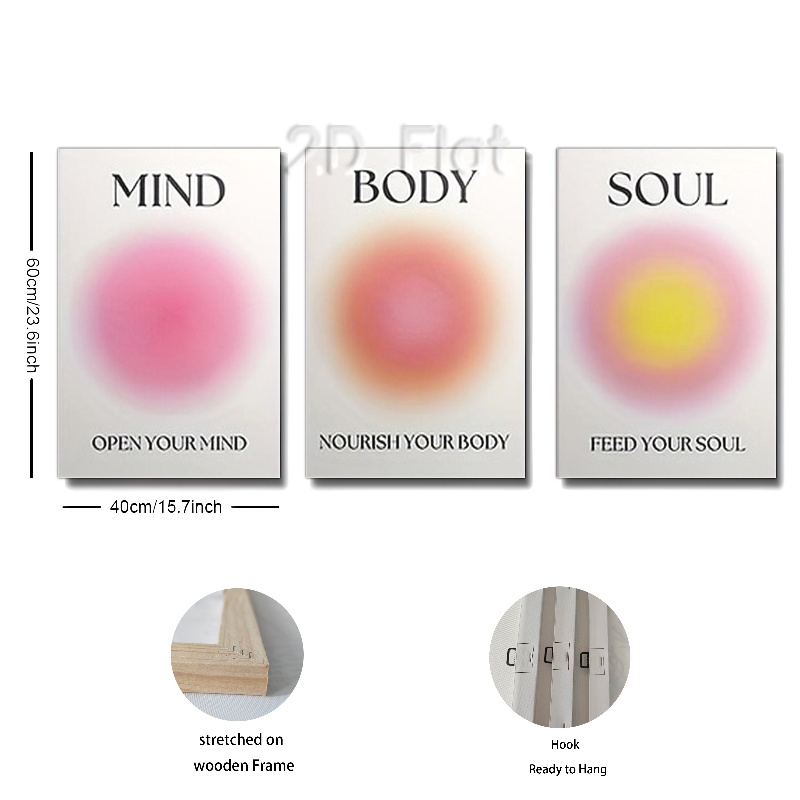 2D Flat
MIND
BODY
SOUL
60cm/23.6inch
OPEN YOUR MIND
NOURISH YOUR BODY
FEED YOUR SOUL
40cm/15.7inch
stretched on
wooden Frame
Hook
Ready to Hang